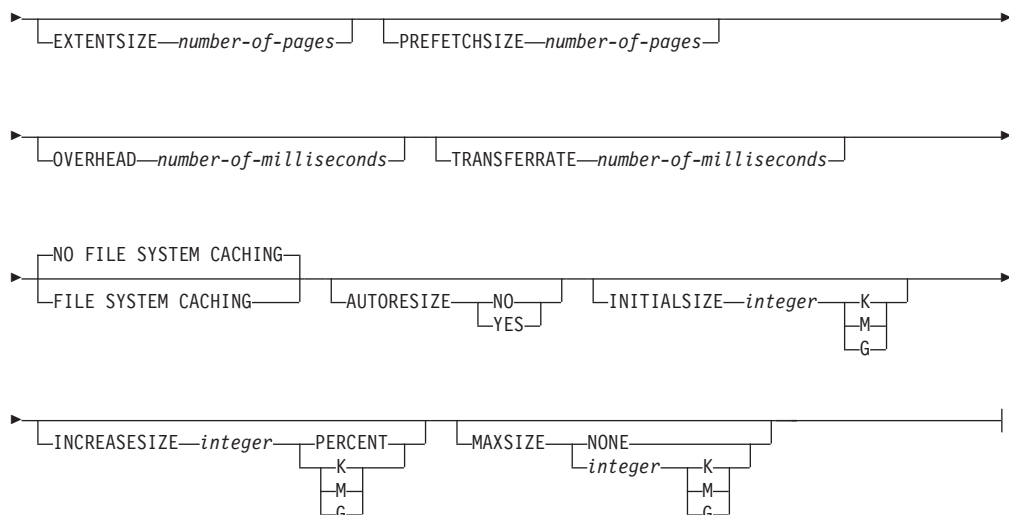 EXTENTSIZE number-of-pages PREFETCHSIZE number-of-pages
OVERHEAD number-of-milliseconds TRANSFERRATE number-of-milliseconds
NO FILE SYSTEM CACHING
FILE SYSTEM CACHING AUTORESIZE NO INITIALSIZE integer K
YES M
G
INCREASESIZE integer PERCENT MAXSIZE NONE
K integer K
M M
G G